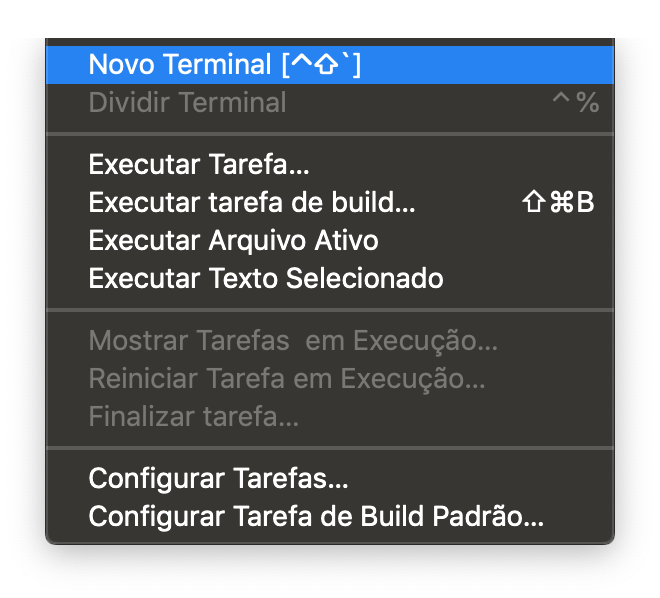 Novo Terminal [^⇧`]
Dividir Terminal ^%
Executar Tarefa...
Executar tarefa de build... ⇧⌘B
Executar Arquivo Ativo
Executar Texto Selecionado
Mostrar Tarefas  em Execução...
Reiniciar Tarefa em Execução...
Finalizar tarefa...
Configurar Tarefas...
Configurar Tarefa de Build Padrão...